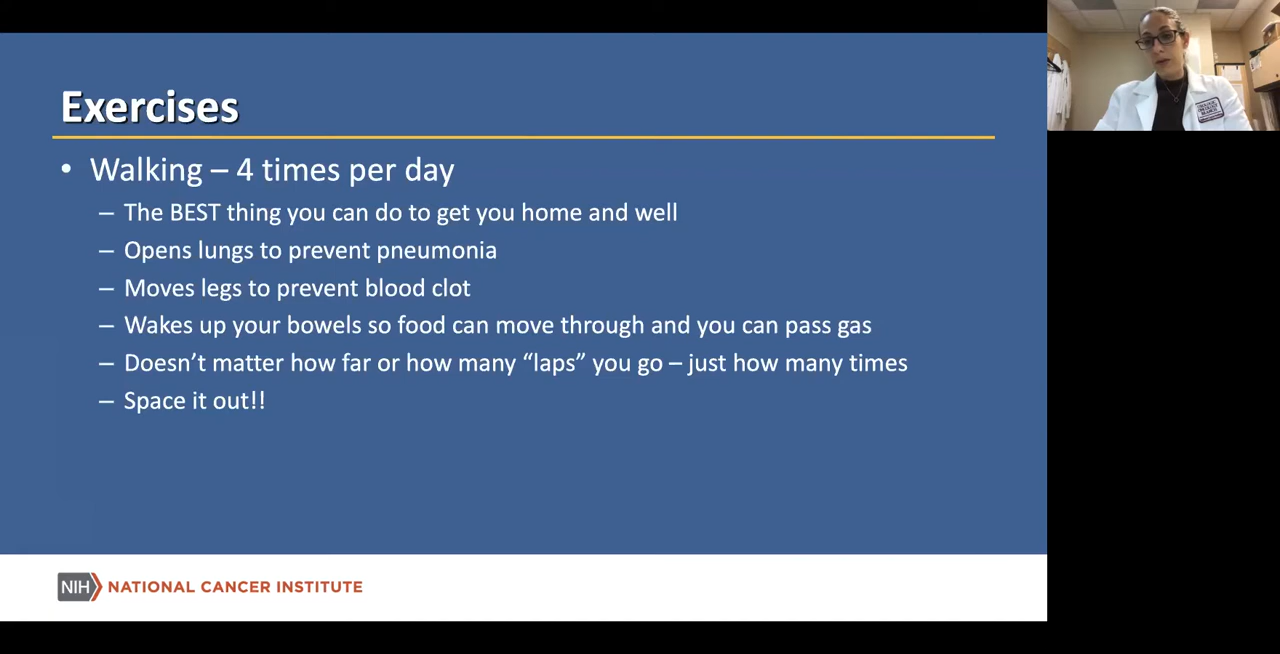 Exercises
• Walking – 4 times per day
– The BEST thing you can do to get you home and well
– Opens lungs to prevent pneumonia
– Moves legs to prevent blood clot
– Wakes up your bowels so food can move through and you can pass gas
– Doesn’t matter how far or how many “laps” you go – just how many times
– Space it out!!
NIH NATIONAL CANCER INSTITUTE